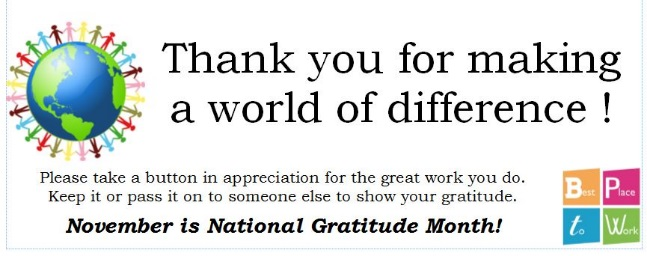 Thank you for making
a world of difference !
Please take a button in appreciation for the great work you do.
Keep it or pass it on to someone else to show your gratitude.
November is National Gratitude Month!
Best Place
to Work